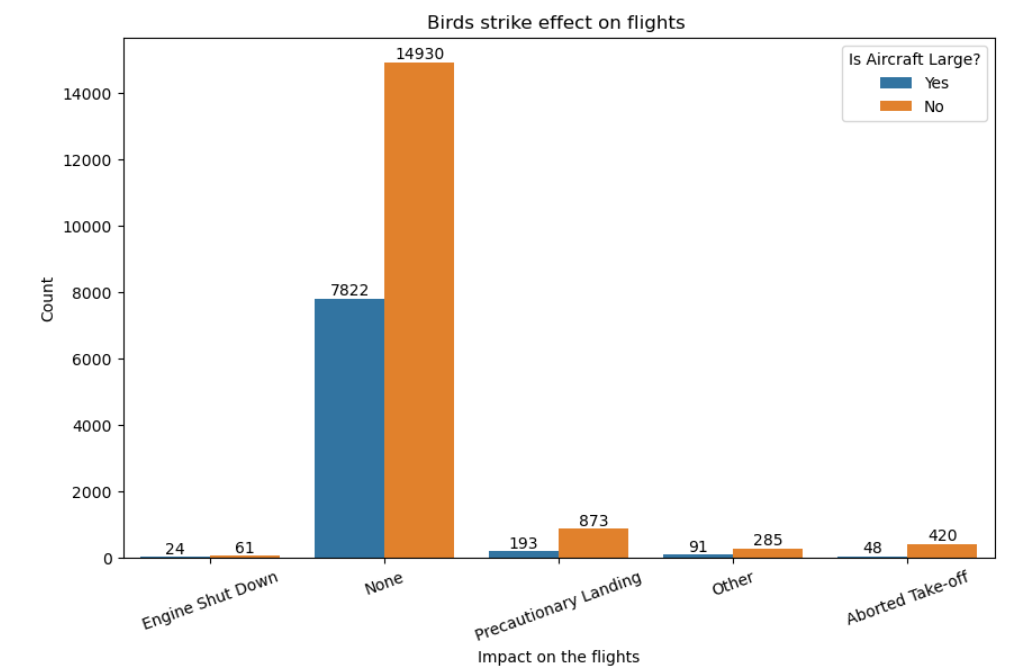 Birds strike effect on flights
Is Aircraft Large?
Yes
No
Count
14000
12000
10000
8000
6000
4000
2000
0
24
61
7822
14930
193
873
91
285
48
420
Engine Shut Down
None
Precautionary Landing
Other
Aborted Take-off
Impact on the flights